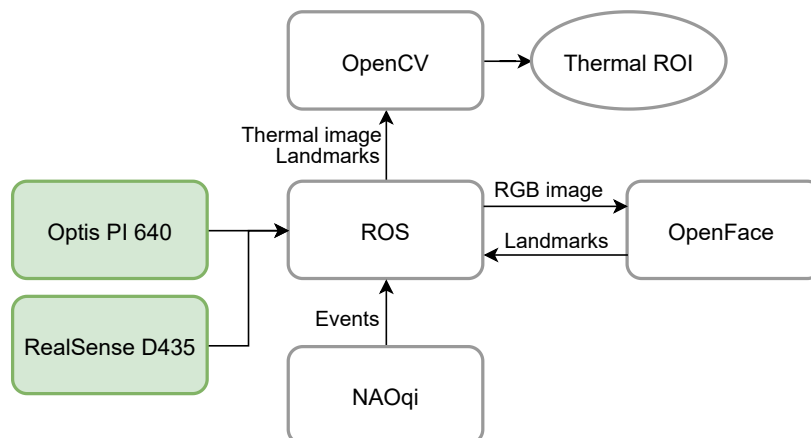 OpenCV
Thermal ROI
Thermal image
Landmarks
Optis PI 640
ROS
RGB image
Landmarks
OpenFace
RealSense D435
Events
NAOqi